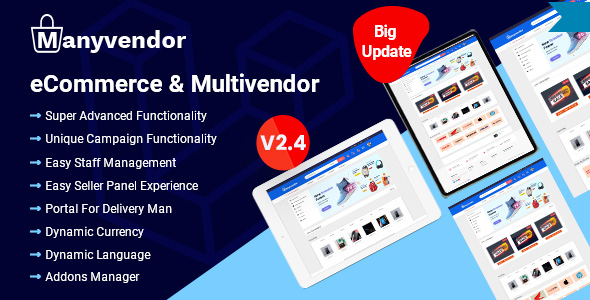 Manyvendor
eCommerce & Multivendor
Super Advanced Functionality
Unique Campaign Functionality
Easy Staff Management
Easy Seller Panel Experience
Portal For Delivery Man
Dynamic Currency
Dynamic Language
Addons Manager
V2.4
Big
Update